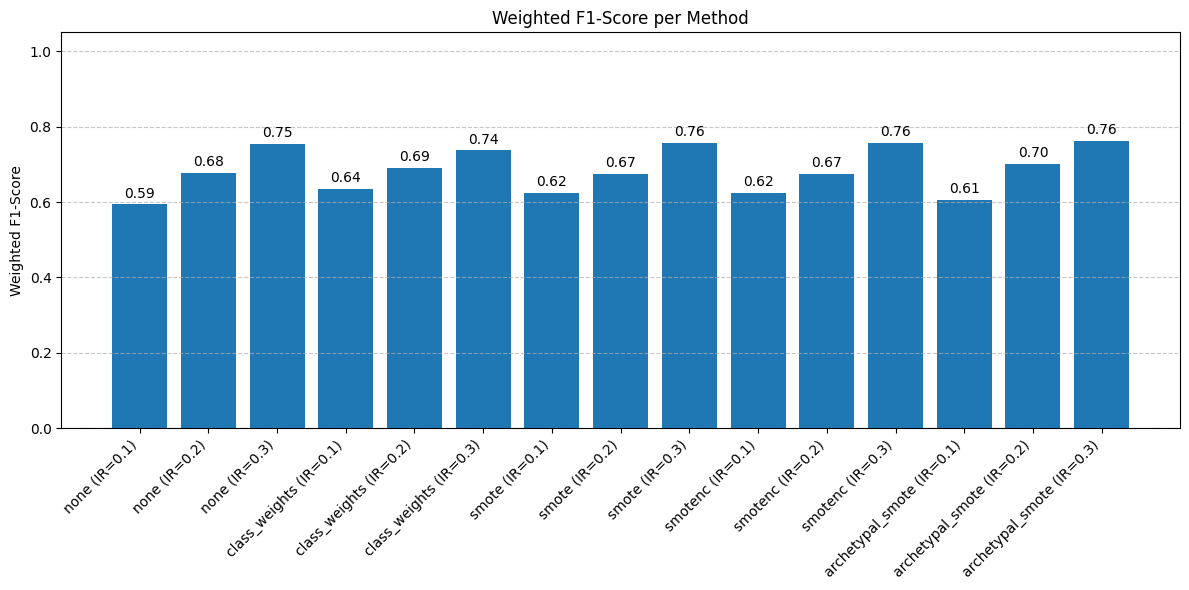 Weighted F1-Score per Method
Weighted F1-Score
1.0
0.8
0.6
0.4
0.2
0.0
0.59
0.68
0.75
0.64
0.69
0.74
0.62
0.67
0.76
0.62
0.67
0.76
0.61
0.70
0.76
none (IR=0.1)
none (IR=0.2)
none (IR=0.3)
class_weights (IR=0.1)
class_weights (IR=0.2)
class_weights (IR=0.3)
smote (IR=0.1)
smote (IR=0.2)
smote (IR=0.3)
smotenc (IR=0.1)
smotenc (IR=0.2)
smotenc (IR=0.3)
archetypal_smote (IR=0.1)
archetypal_smote (IR=0.2)
archetypal_smote (IR=0.3)